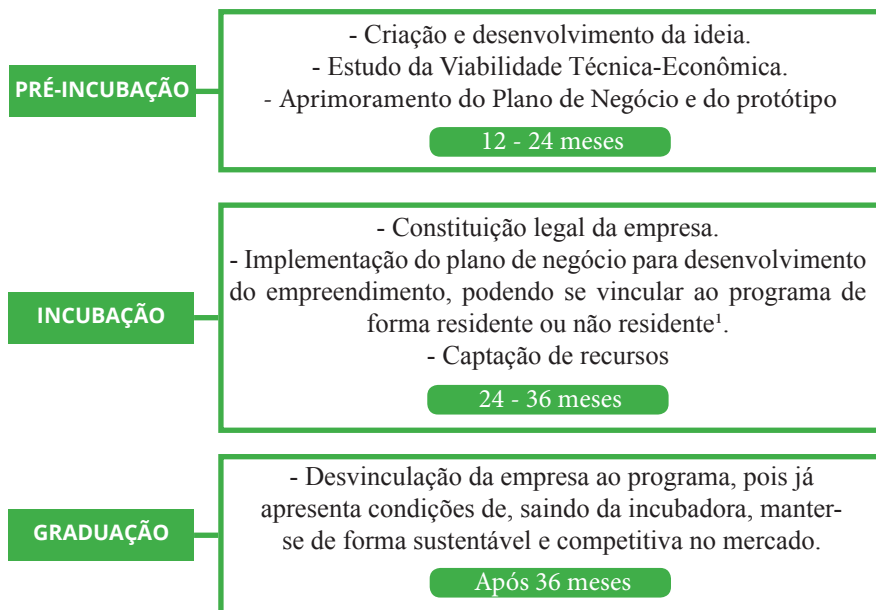 PRÉ-INCUBAÇÃO
- Criação e desenvolvimento da ideia.
- Estudo da Viabilidade Técnica-Econômica.
- Aprimoramento do Plano de Negócio e do protótipo
12 - 24 meses
INCUBAÇÃO
- Constituição legal da empresa.
- Implementação do plano de negócio para desenvolvimento
do empreendimento, podendo se vincular ao programa de
forma residente ou não residente¹.
- Captação de recursos
24 - 36 meses
GRADUAÇÃO
- Desvinculação da empresa ao programa, pois já
apresenta condições de, saindo da incubadora, manter-
se de forma sustentável e competitiva no mercado.
Após 36 meses